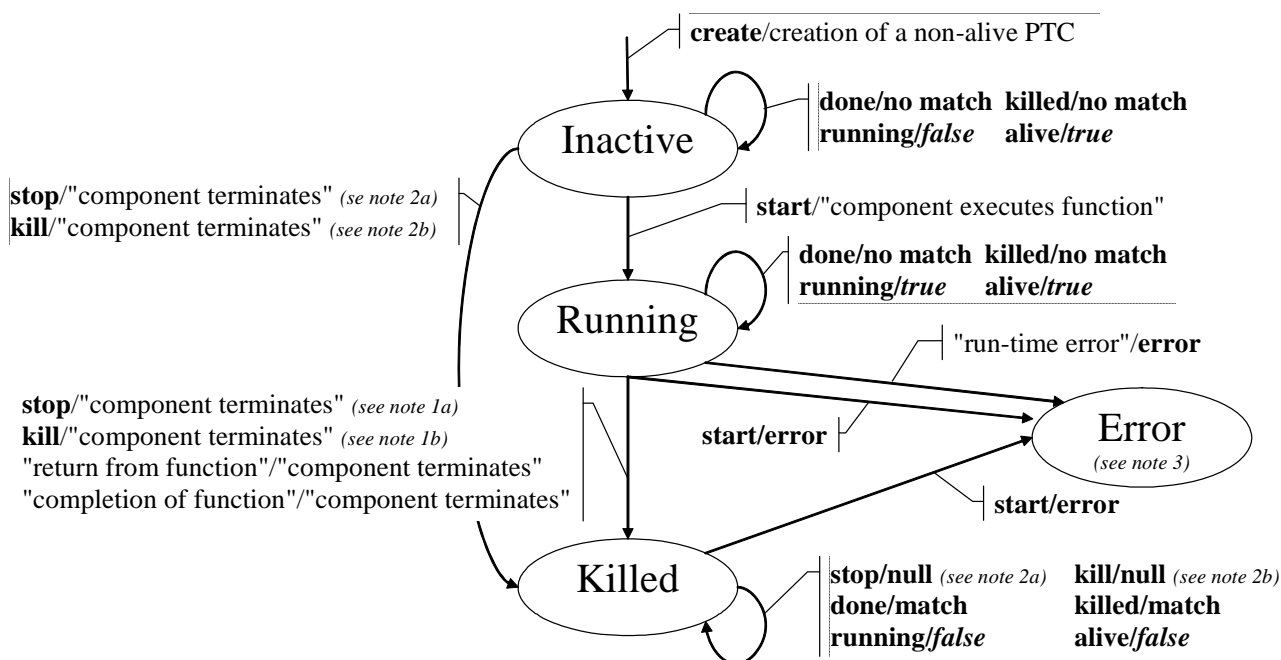 create/creation of a non-alive PTC
done/no match killed/no match
running/false alive/true
Inactive
stop/"component terminates" (se note 2a)
kill/"component terminates" (see note 2b)
start/"component executes function"
done/no match killed/no match
running/true alive/true
Running
"run-time error"/error
stop/"component terminates" (see note 1a)
kill/"component terminates" (see note 1b)
"return from function"/"component terminates"
"completion of function"/"component terminates"
start/error
Error
(see note 3)
start/error
Killed
stop/null (see note 2a) kill/null (see note 2b)
done/match killed/match
running/false alive/false